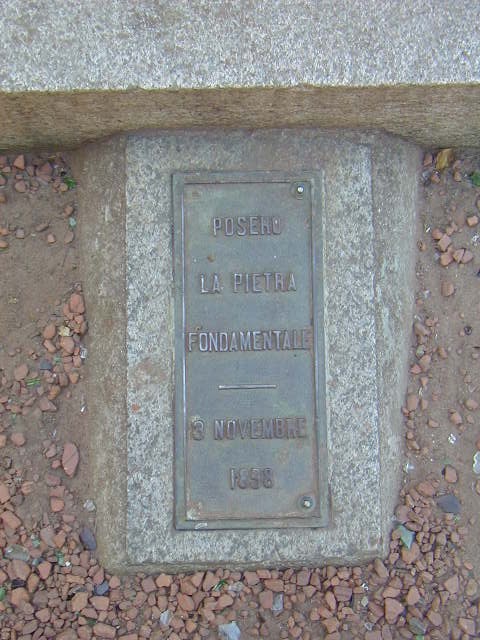 POSERO
LA PIETRA
FONDAMENTALE
3 NOVEMBRE
1898